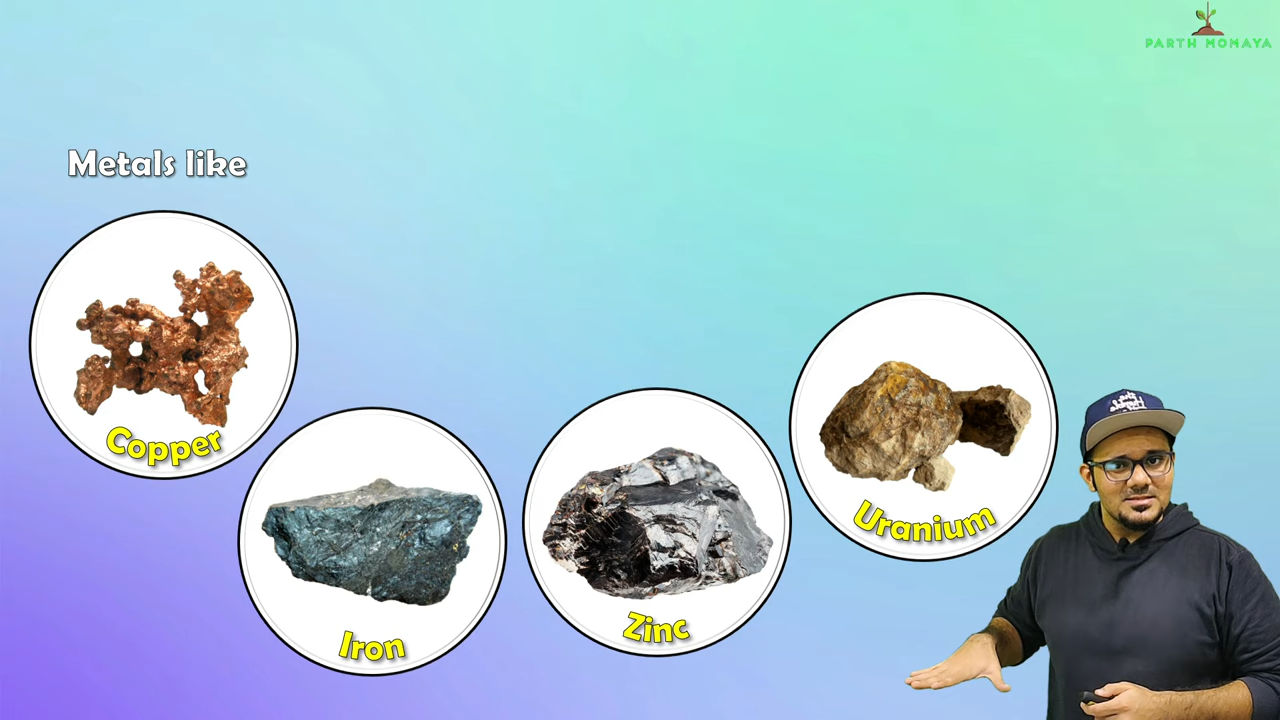 PARTH MOMAYA
Metals like
Copper
Iron
Zinc
Uranium